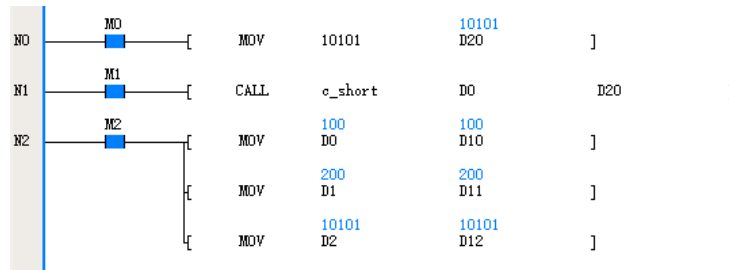 M0 10101
N0 [ MOV 10101 D20 ]
M1
N1 [ CALL c_short D0 D20
M2 100 100
N2 [ MOV D0 D10 ]
200 200
[ MOV D1 D11 ]
10101 10101
[ MOV D2 D12 ]